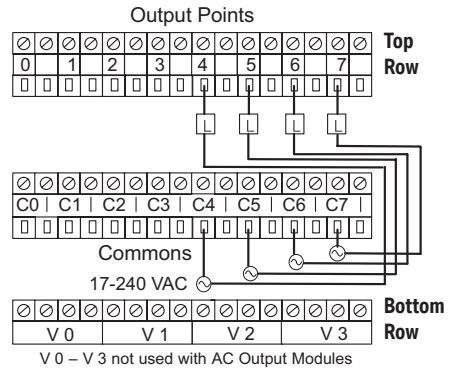 Output Points
Top
Row
0 1 2 3 4 5 6 7
L L L L
C0 | C1 | C2 | C3 | C4 | C5 | C6 | C7 |
Commons
17-240 VAC
Bottom
Row
V 0 V 1 V 2 V 3
V 0 – V 3 not used with AC Output Modules